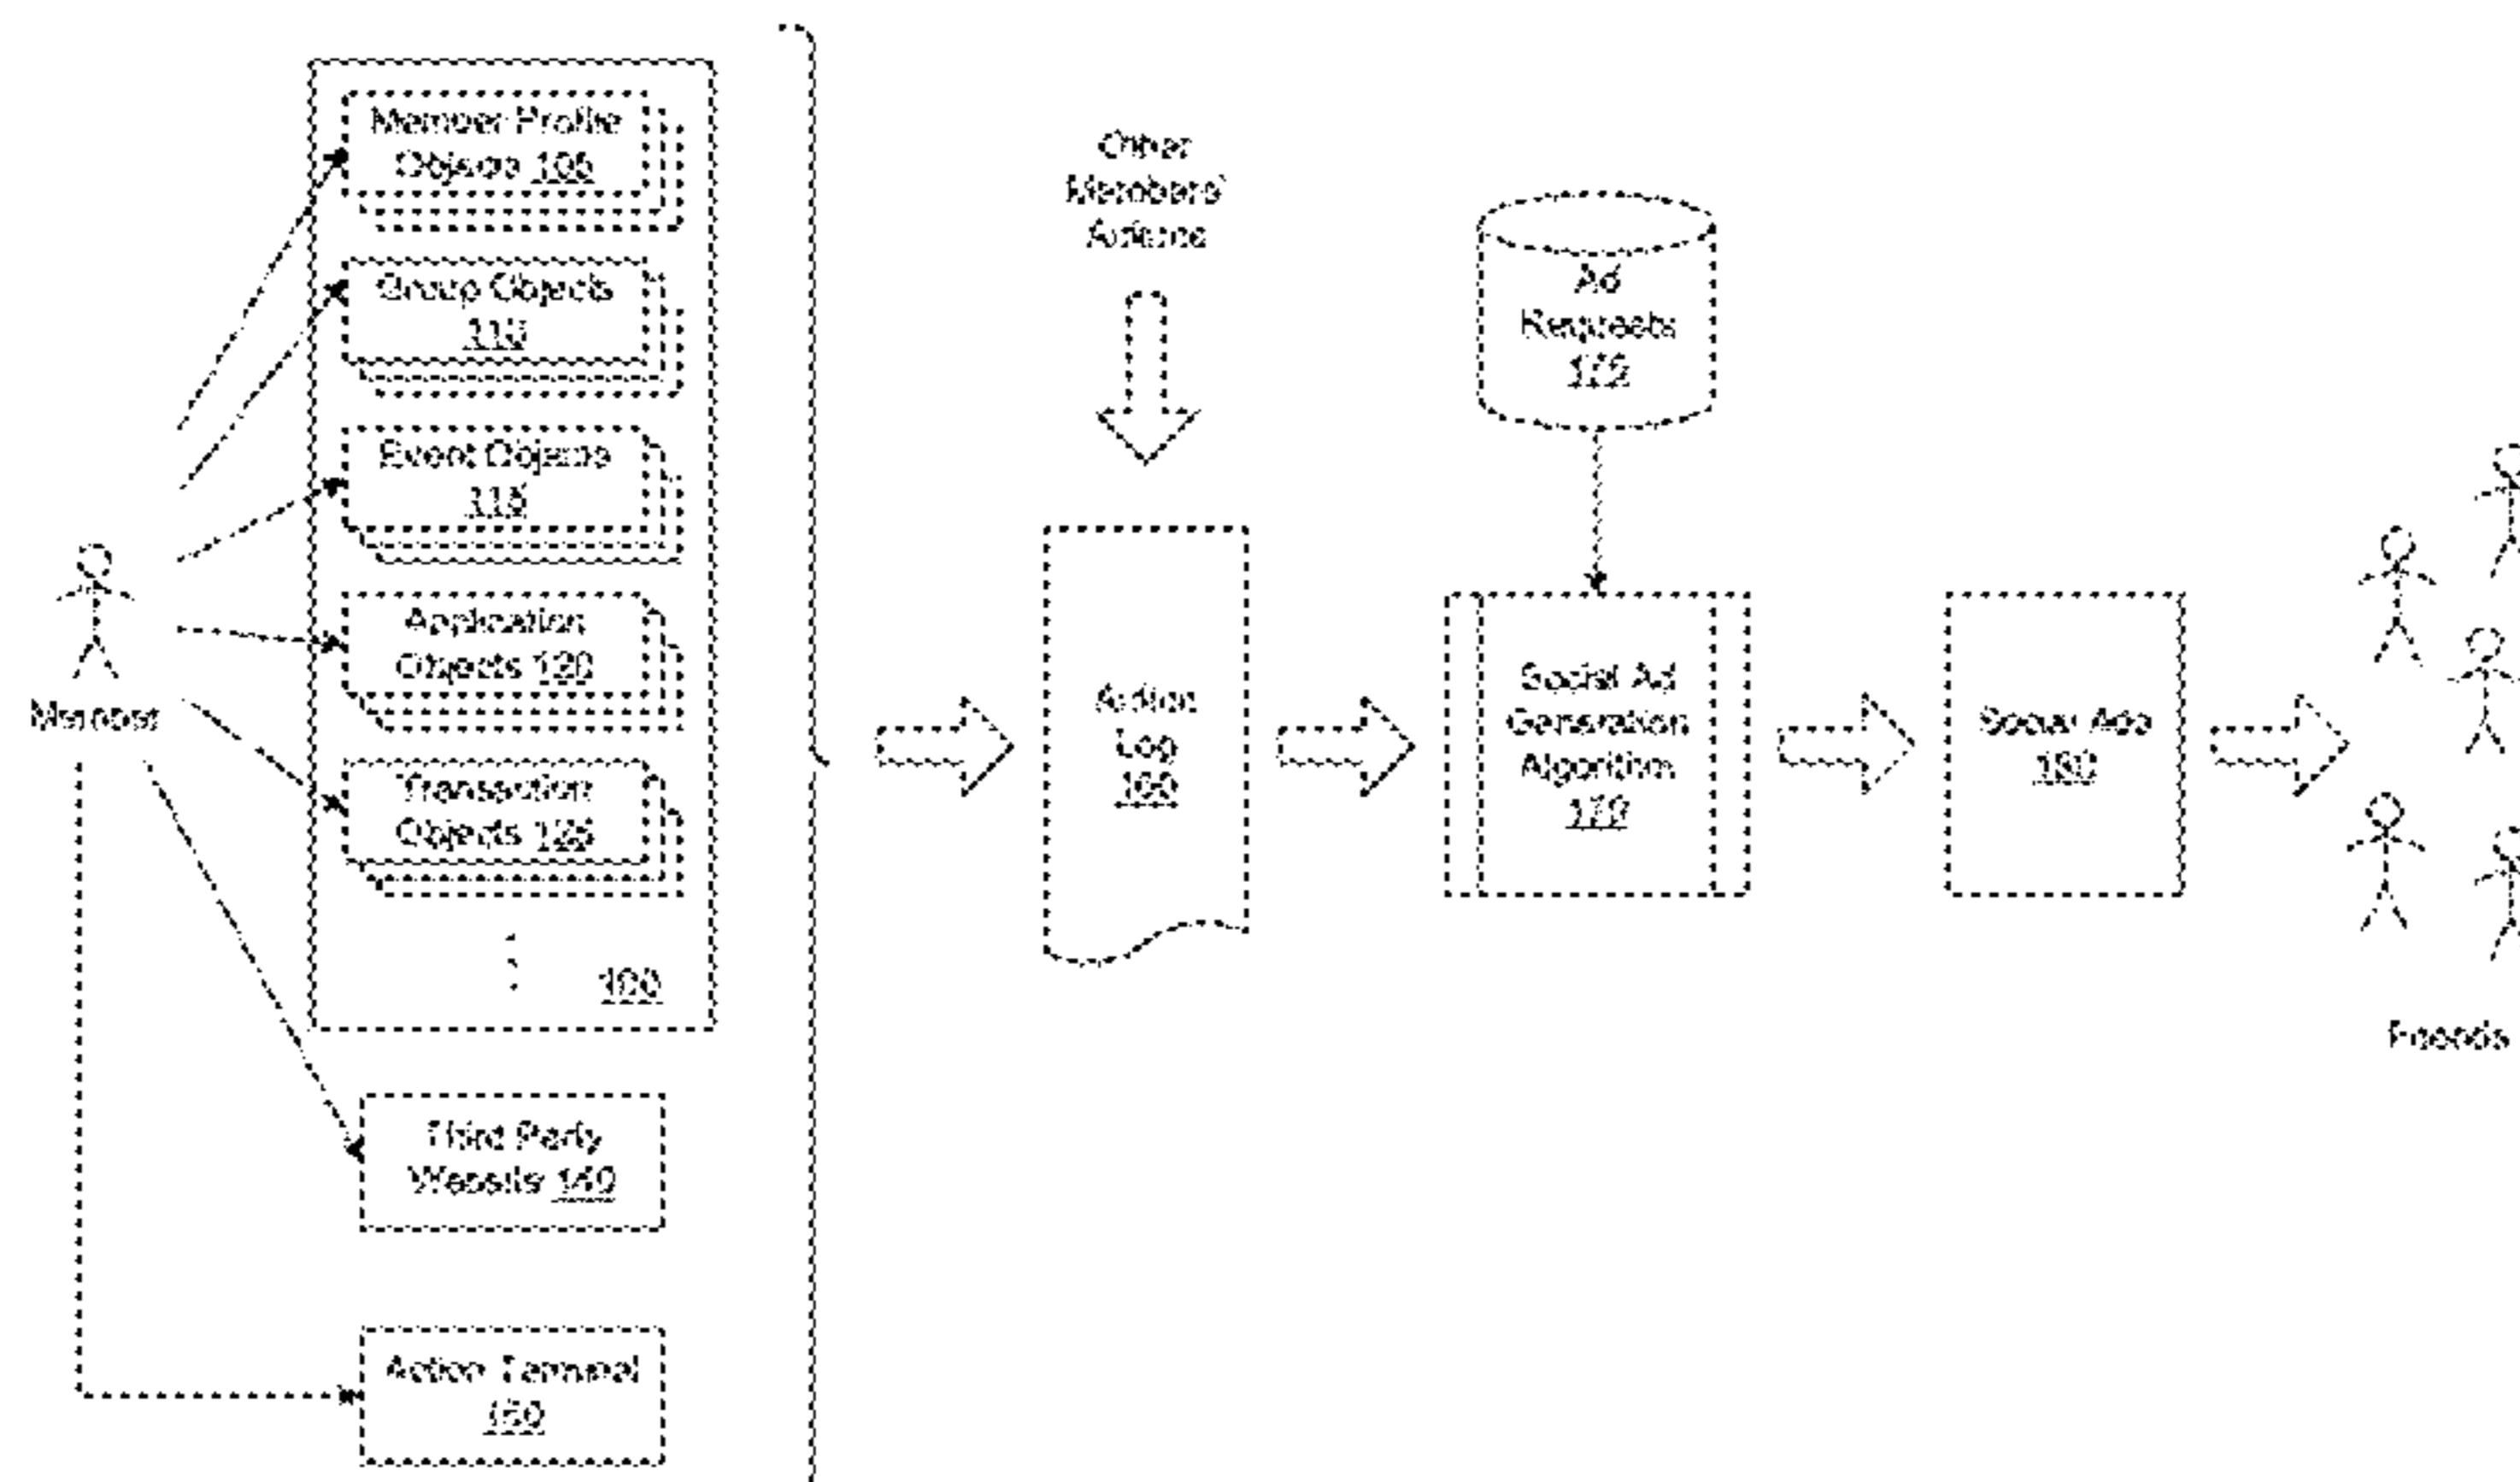 Member Profile
Objects 105
Group Objects
110
Event Objects
115
Application
Objects 120
Transaction
Objects 125
100
Member
Third Party
Website 140
Action Terminal
150
Other
Members'
Actions
Action
Log
160
Ad
Requests
Social Ad
Generation
Algorithm
170
Social Ads
180
Friends